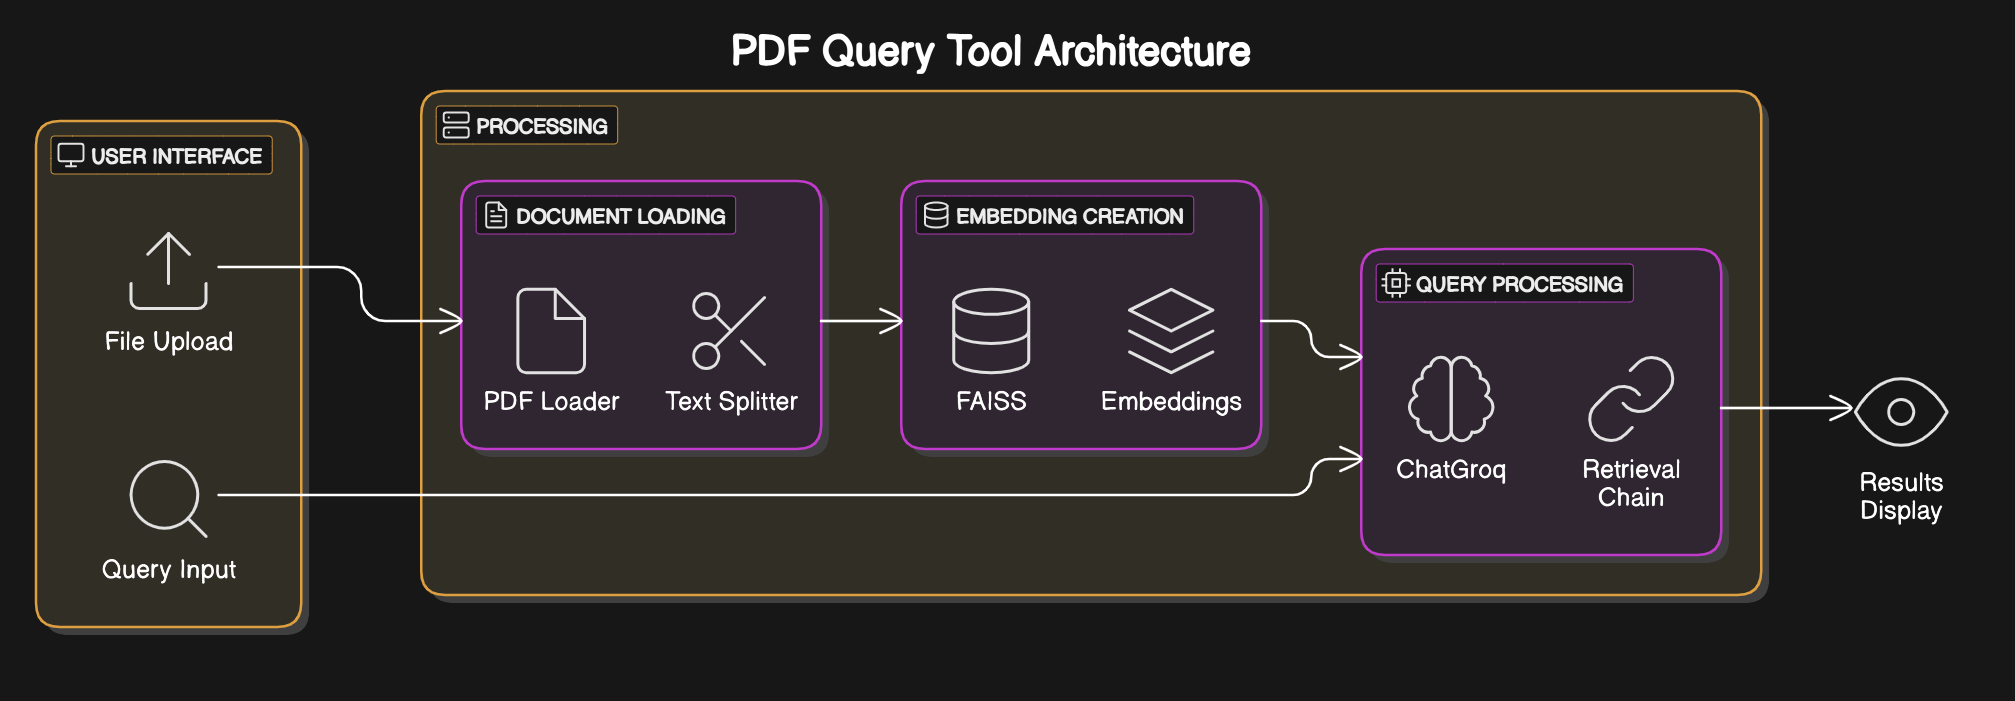 PDF Query Tool Architecture
USER INTERFACE
File Upload
Query Input
PROCESSING
DOCUMENT LOADING
PDF Loader
Text Splitter
EMBEDDING CREATION
FAISS
Embeddings
QUERY PROCESSING
ChatGroq
Retrieval
Chain
Results
Display